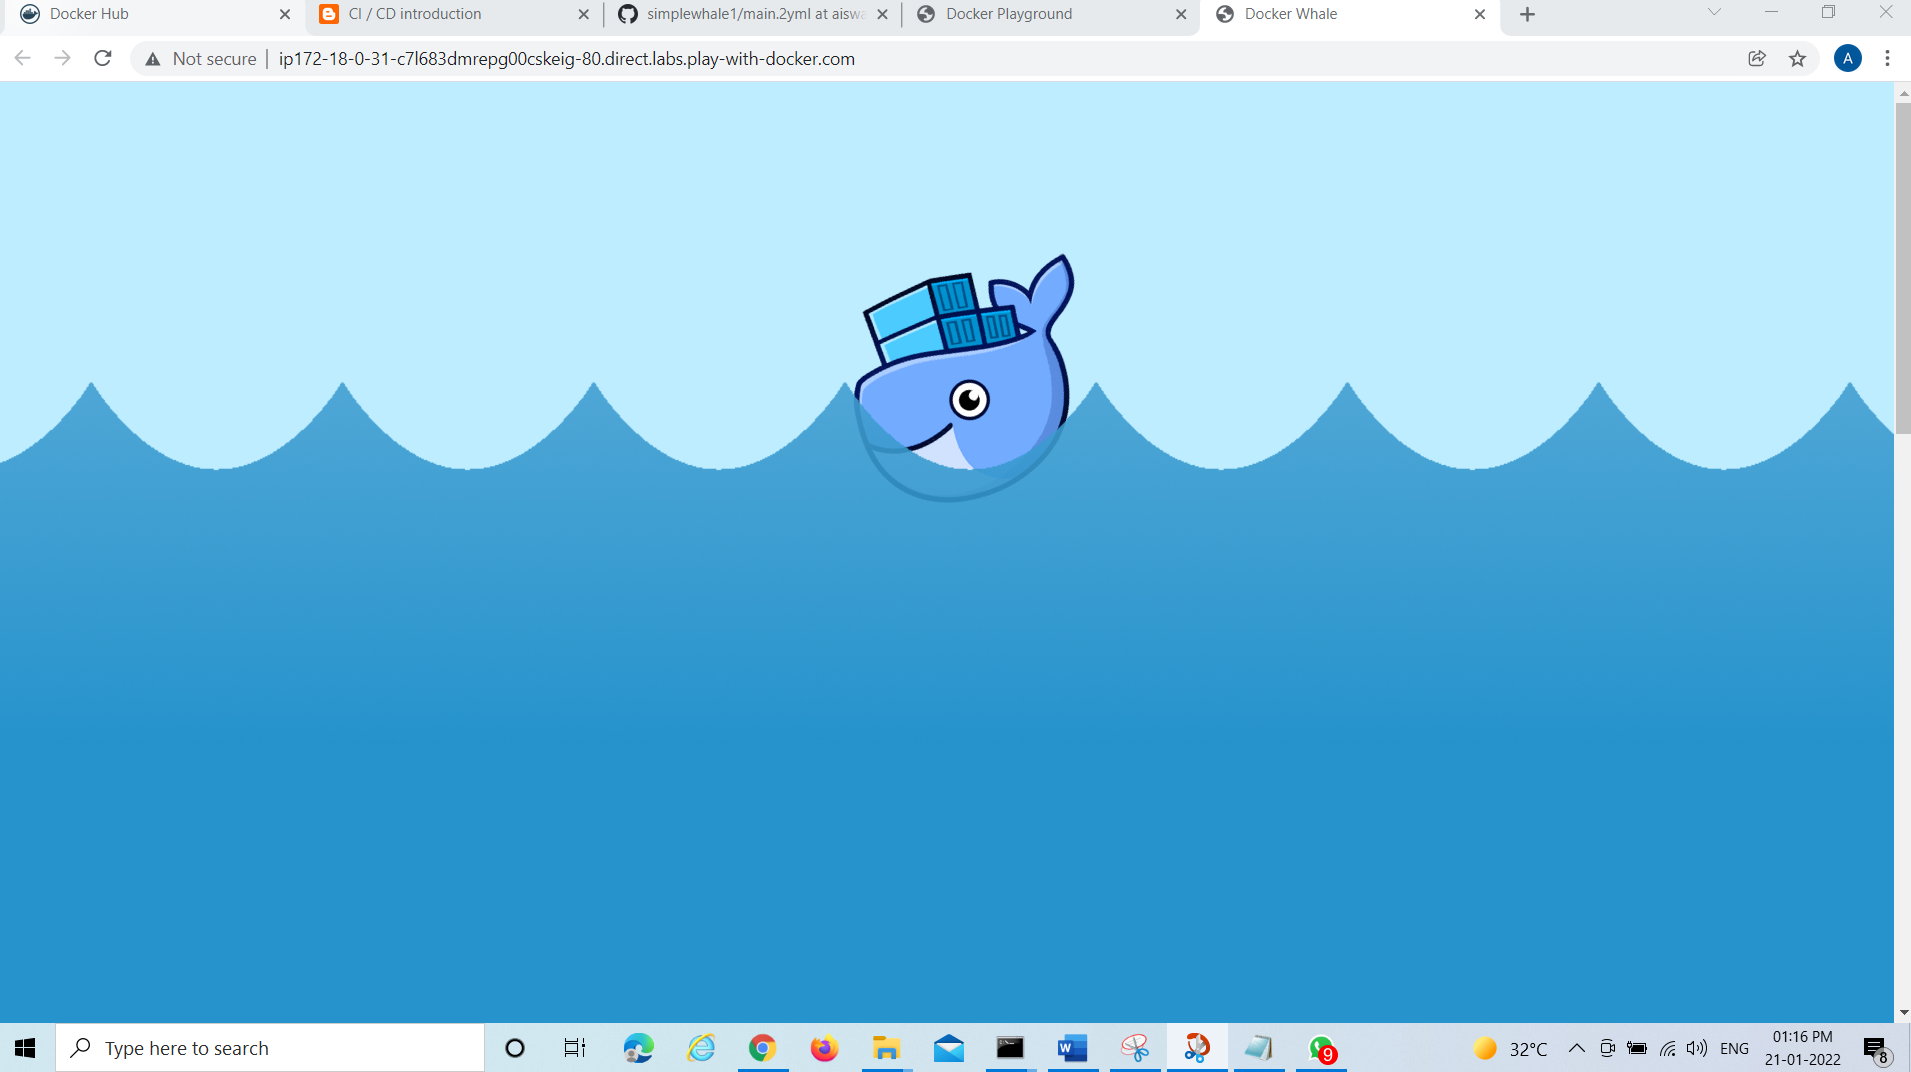 Docker Hub
CI / CD introduction
simplewhale1/main.2yml at aiswa
Docker Playground
Docker Whale
Not secure
ip172-18-0-31-c7l683dmrepg00cskeig-80.direct.labs.play-with-docker.com
A
Type here to search
W
9
32°C
ENG
01:16 PM
21-01-2022
8